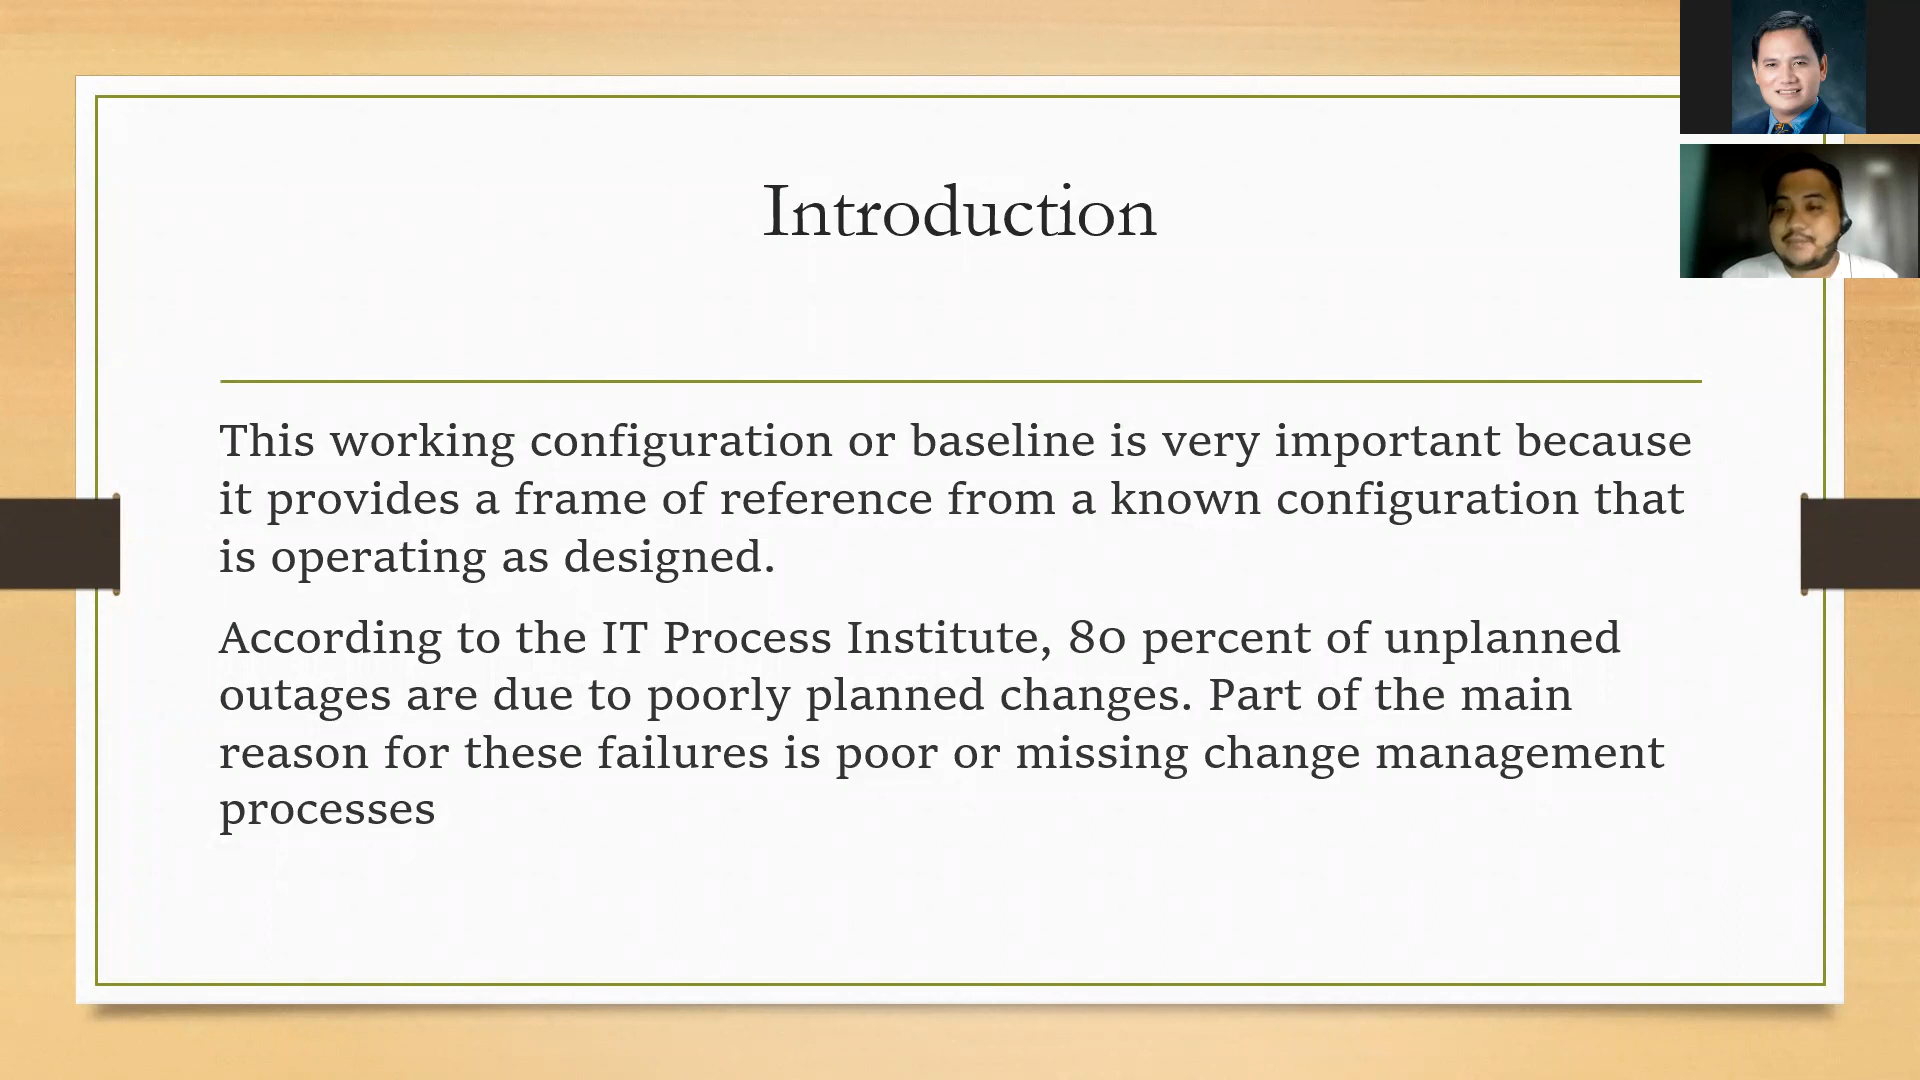 Introduction
This working configuration or baseline is very important because
it provides a frame of reference from a known configuration that
is operating as designed.
According to the IT Process Institute, 80 percent of unplanned
outages are due to poorly planned changes. Part of the main
reason for these failures is poor or missing change management
processes